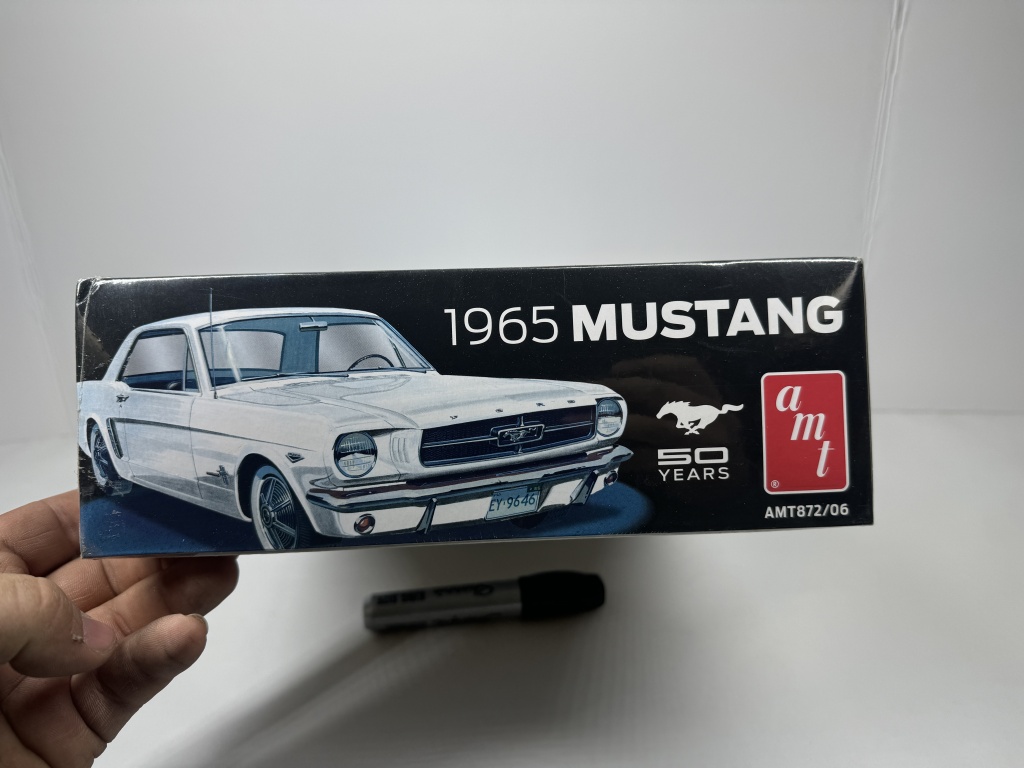 1965 MUSTANG
FORD
EY·9646
50
YEARS
amt
®
AMT872/06